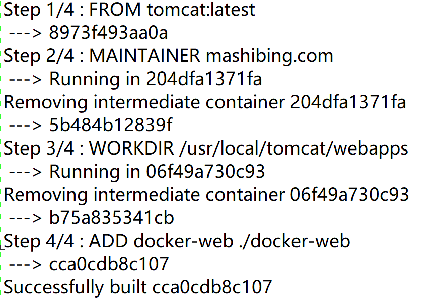 Step 1/4 : FROM tomcat:latest
---> 8973f493aa0a
Step 2/4 : MAINTAINER mashibing.com
---> Running in 204dfa1371fa
Removing intermediate container 204dfa1371fa
---> 5b484b12839f
Step 3/4 : WORKDIR /usr/local/tomcat/webapps
---> Running in 06f49a730c93
Removing intermediate container 06f49a730c93
---> b75a835341cb
Step 4/4 : ADD docker-web ./docker-web
---> cca0cdb8c107
Successfully built cca0cdb8c107